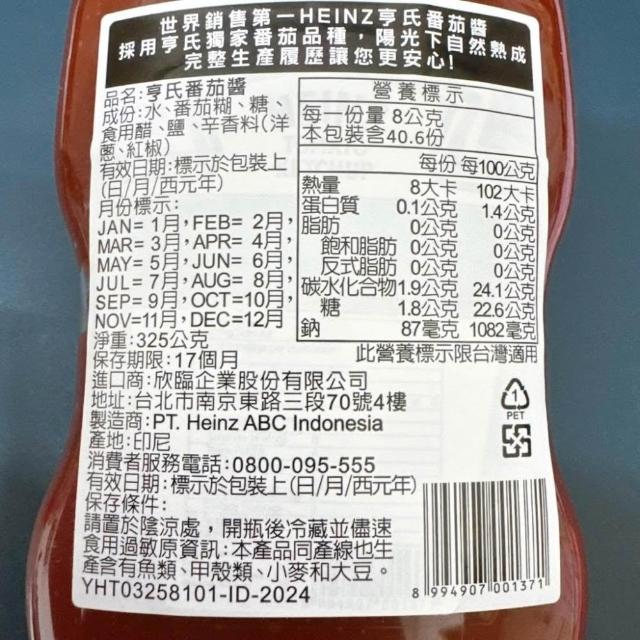 世界銷售第一HEINZ亨氏番茄醬
採用亨氏獨家番茄品種，陽光下自然熟成
完整生產履歷讓您更安心!
品名:亨氏番茄醬
成份:水、番茄糊、糖、
食用醋、鹽、辛香料(洋
蔥、紅椒)
有效日期:標示於包裝上
(日/月/西元年)
月份標示:
JAN= 1月,FEB= 2月,
MAR= 3月,APR= 4月,
MAY= 5月,JUN= 6月,
JUL= 7月,AUG= 8月,
SEP= 9月,OCT=10月,
NOV=11月,DEC=12月
淨重:325公克
保存期限:17個月
進口商:欣臨企業股份有限公司
地址:台北市南京東路三段70號4樓
製造商:PT. Heinz ABC Indonesia
產地:印尼
消費者服務電話:0800-095-555
有效日期:標示於包裝上(日/月/西元年)
保存條件:
請置於陰涼處，開瓶後冷藏並儘速
食用過敏原資訊:本產品同產線也生
產含有魚類、甲殼類、小麥和大豆。
YHT03258101-ID-2024
營養標示
每一份量 8公克
本包裝含40.6份
每份 每100公克
熱量 8大卡 102大卡
蛋白質 0.1公克 1.4公克
脂肪 0公克 0公克
飽和脂肪 0公克 0公克
反式脂肪 0公克 0公克
碳水化合物1.9公克 24.1公克
糖 1.8公克 22.6公克
鈉 87毫克 1082毫克
此營養標示限台灣適用
1
PET
8 994907 001371